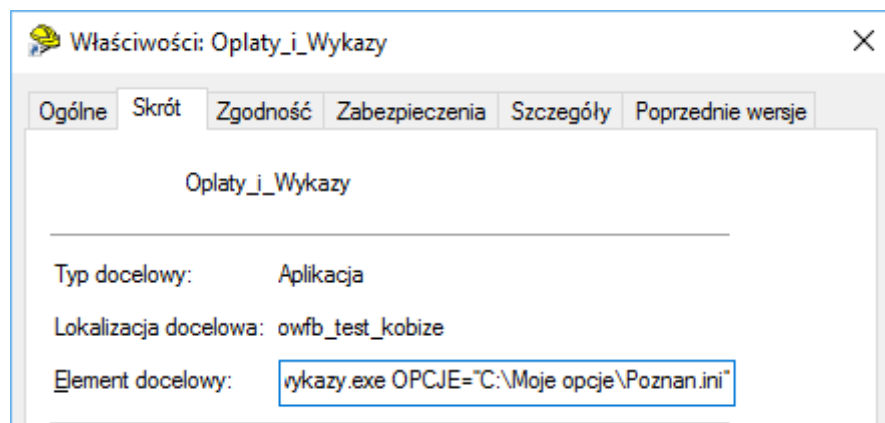 Właściwości: Oplaty_i_Wykazy
Ogólne Skrót Zgodność Zabezpieczenia Szczegóły Poprzednie wersje
Oplaty_i_Wykazy
Typ docelowy: Aplikacja
Lokalizacja docelowa: owfb_test_kobize
Element docelowy: vykazy.exe OPCJE="C:\Moje opcje\Poznan.ini"